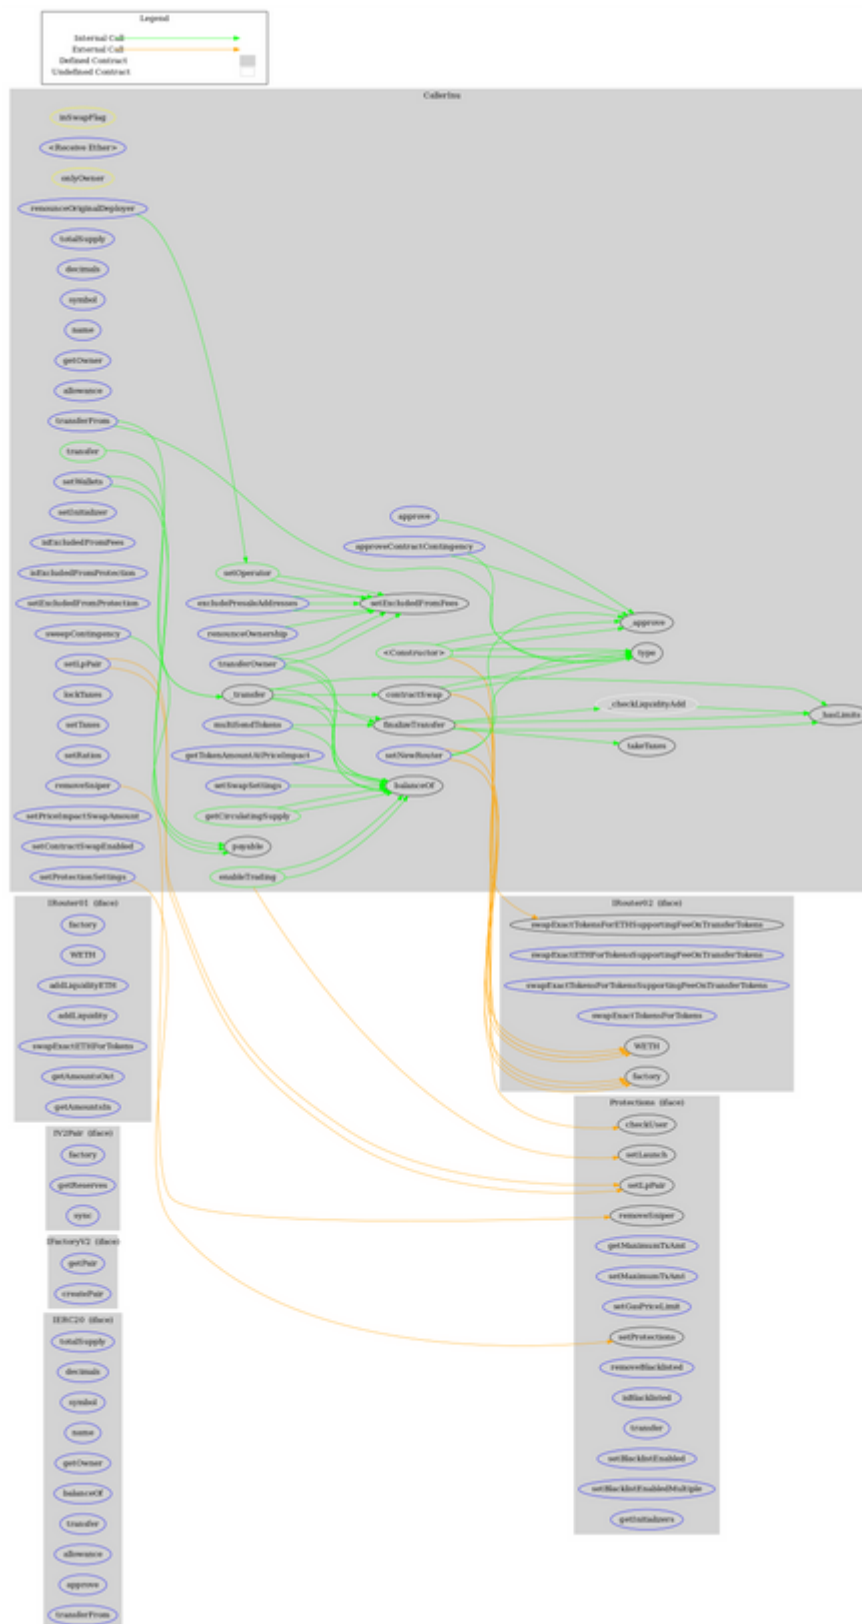 Legend
Internal Call
External Call
Defined Contract
Undefined Contract
CallerInu
inSwapFlag
<Receive Ether>
onlyOwner
renounceOriginalDeployer
totalSupply
decimals
symbol
name
getOwner
allowance
transferFrom
transfer
setWallets
setInitializer
isExcludedFromFees
isExcludedFromProtection
setExcludedFromProtection
sweepContingency
setLpPair
lockTaxes
setTaxes
setRatios
removeSniper
setPriceImpactSwapAmount
setContractSwapEnabled
setProtectionSettings
setOperator
excludePresaleAddresses
renounceOwnership
transferOwner
_transfer
multiSendTokens
getTokenAmountAtPriceImpact
setSwapSettings
getCirculatingSupply
payable
enableTrading
approve
approveContractContingency
setExcludedFromFees
<Constructor>
contractSwap
finalizeTransfer
setNewRouter
balanceOf
_approve
type
_checkLiquidityAdd
takeTaxes
_hasLimits
IRouter01 (iface)
factory
WETH
addLiquidityETH
addLiquidity
swapExactETHForTokens
getAmountsOut
getAmountsIn
IRouter02 (iface)
swapExactTokensForETHSupportingFeeOnTransferTokens
swapExactETHForTokensSupportingFeeOnTransferTokens
swapExactTokensForTokensSupportingFeeOnTransferTokens
swapExactTokensForTokens
WETH
factory
IV2Pair (iface)
factory
getReserves
sync
IFactoryV2 (iface)
getPair
createPair
IERC20 (iface)
totalSupply
decimals
symbol
name
getOwner
balanceOf
transfer
allowance
approve
transferFrom
Protections (iface)
checkUser
setLaunch
setLpPair
removeSniper
getMaximumTxAmt
setMaximumTxAmt
setGasPriceLimit
setProtections
removeBlacklisted
isBlacklisted
transfer
setBlacklistEnabled
setBlacklistEnabledMultiple
getInitializers